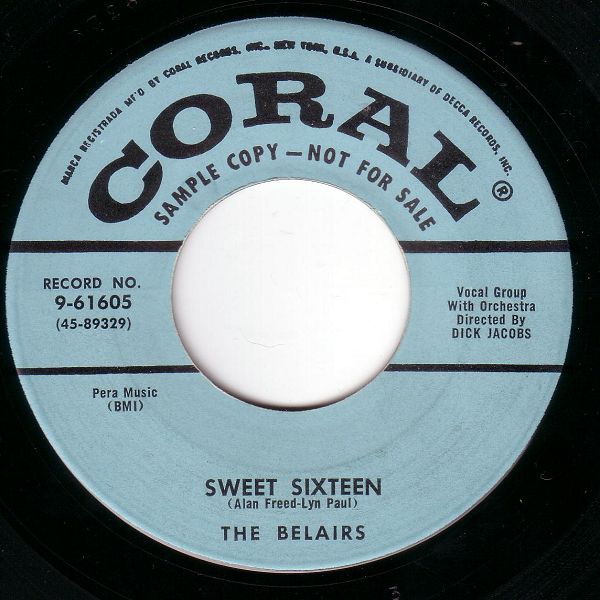 MARCA REGISTRADA MF'D BY CORAL RECORDS, INC., NEW YORK, U.S.A. A SUBSIDIARY OF DECCA RECORDS, INC.
CORAL ®
SAMPLE COPY — NOT FOR SALE
RECORD NO.
9-61605
(45-89329)
Vocal Group
With Orchestra
Directed By
DICK JACOBS
Pera Music
(BMI)
SWEET SIXTEEN
(Alan Freed-Lyn Paul)
THE BELAIRS